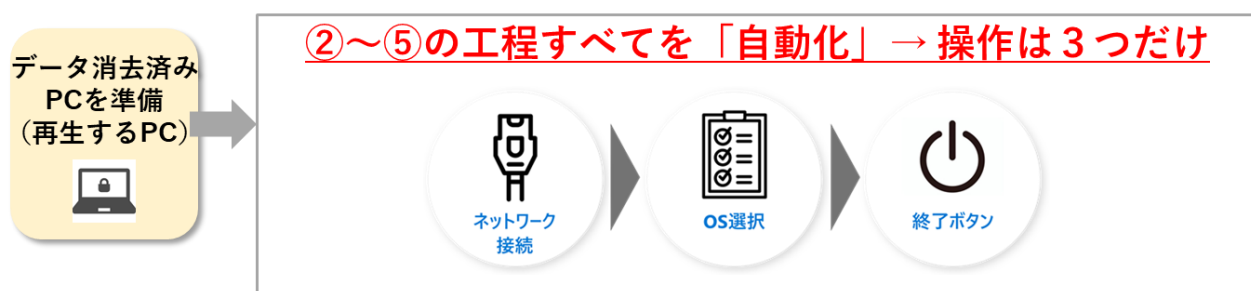 ②～⑤の工程すべてを「自動化」→ 操作は３つだけ
データ消去済み
PCを準備
（再生するPC）
ネットワーク
接続
OS選択
終了ボタン